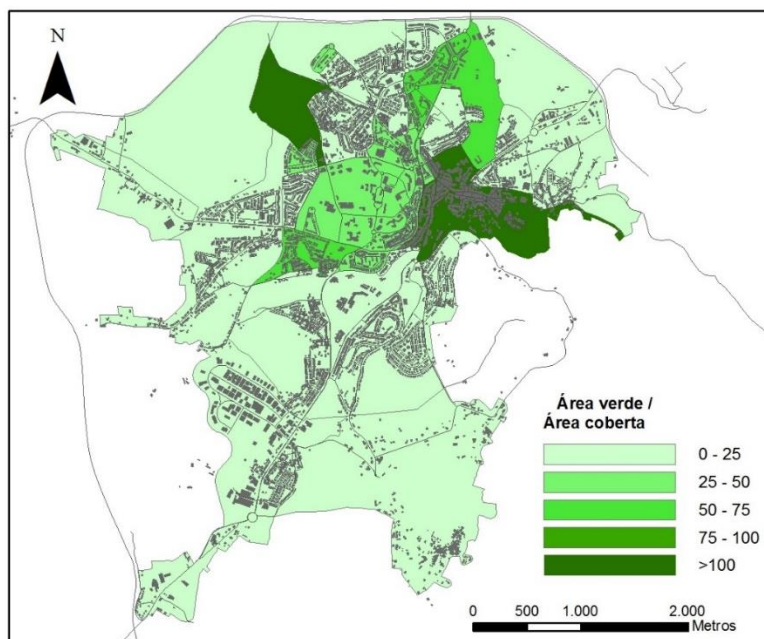 N
Área verde /
Área coberta
0 - 25
25 - 50
50 - 75
75 - 100
>100
0 500 1.000 2.000
Metros